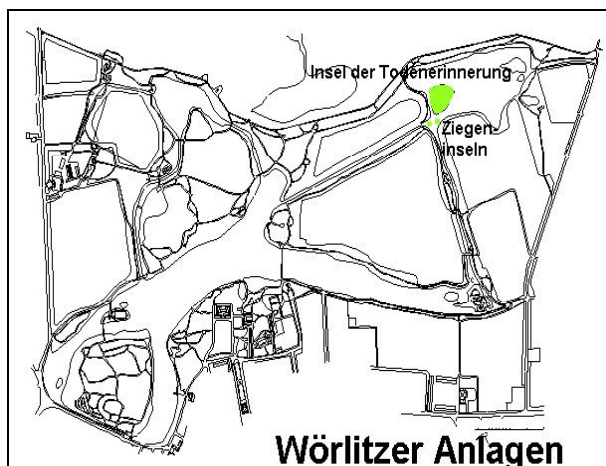 Insel der Todenerinnerung
Ziegen-
inseln
Wörlitzer Anlagen